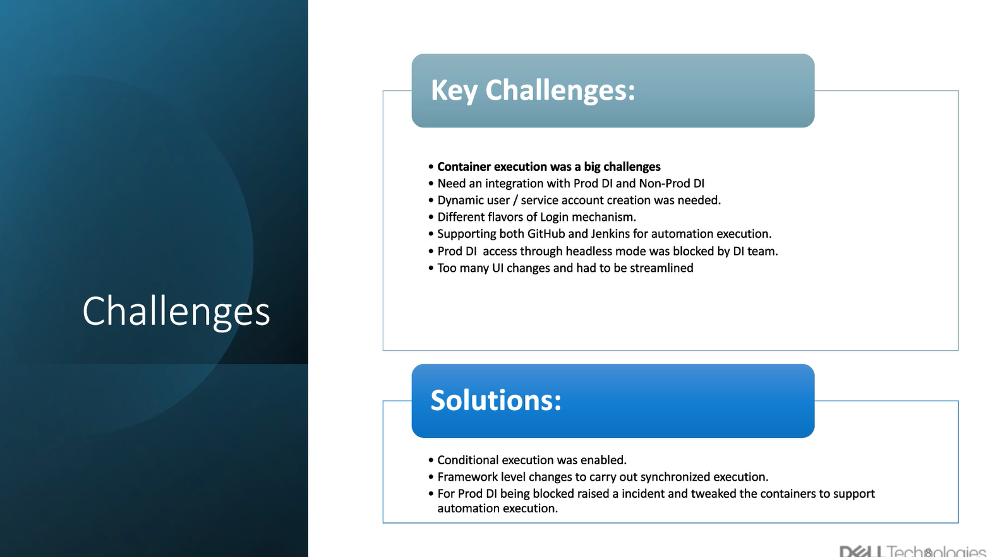 Challenges
Key Challenges:
• Container execution was a big challenges
• Need an integration with Prod DI and Non-Prod DI
• Dynamic user / service account creation was needed.
• Different flavors of Login mechanism.
• Supporting both GitHub and Jenkins for automation execution.
• Prod DI  access through headless mode was blocked by DI team.
• Too many UI changes and had to be streamlined
Solutions:
• Conditional execution was enabled.
• Framework level changes to carry out synchronized execution.
• For Prod DI being blocked raised a incident and tweaked the containers to support
automation execution.
DELL Technologies
8